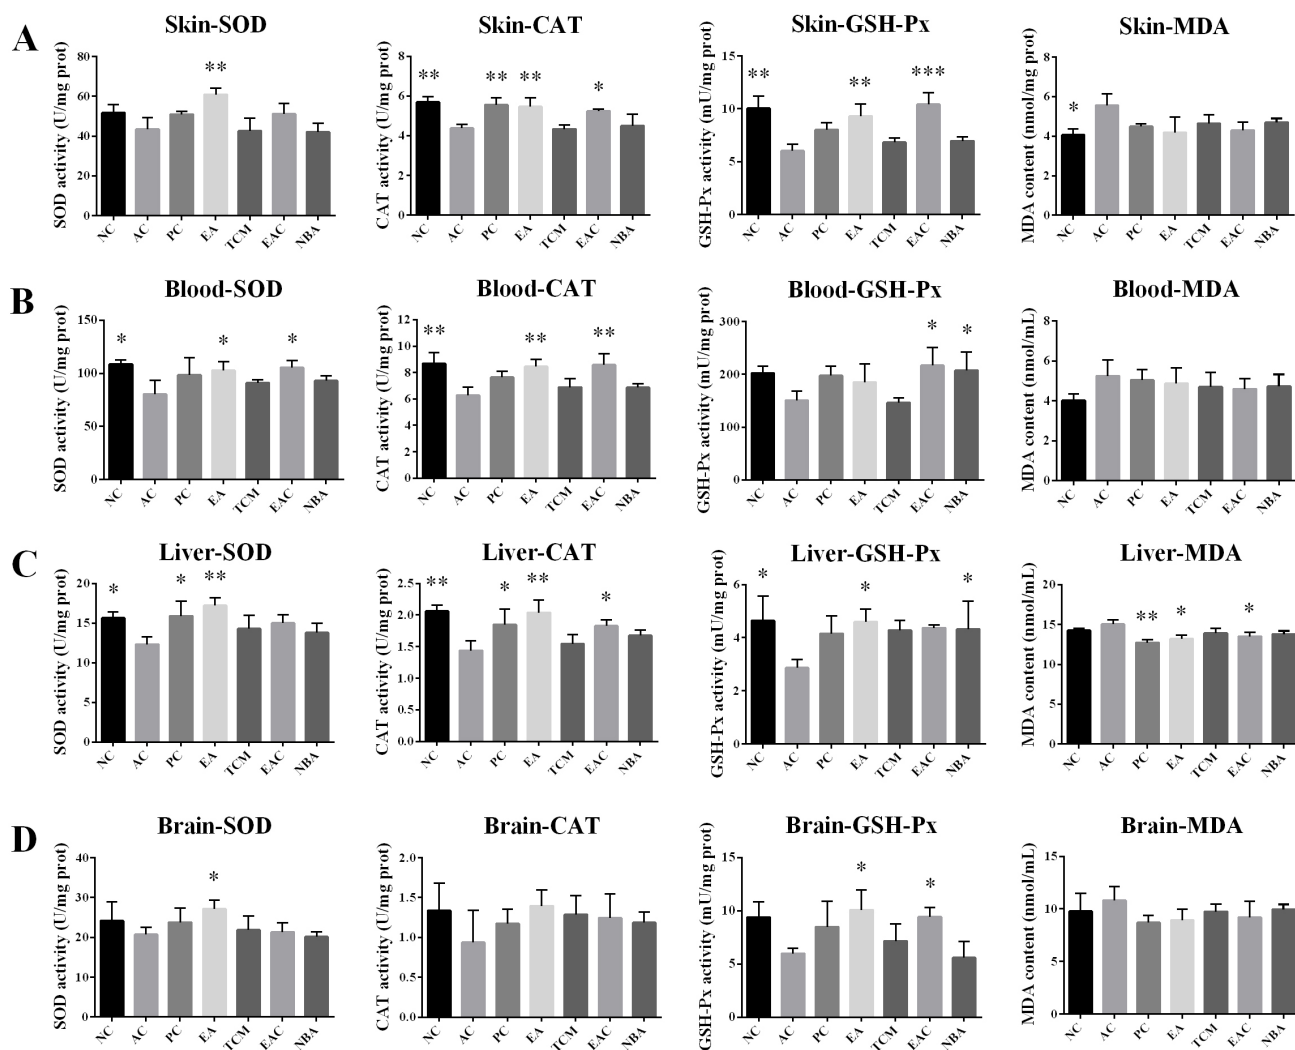 A
Skin-SOD
SOD activity (U/mg prot)
80
60
40
20
0
**
NC
AC
PC
EA
TCM
EAC
NBA
Skin-CAT
CAT activity (U/mg prot)
8
6
4
2
0
**
**
**
*
NC
AC
PC
EA
TCM
EAC
NBA
Skin-GSH-Px
GSH-Px activity (mU/mg prot)
15
10
5
0
**
**
***
NC
AC
PC
EA
TCM
EAC
NBA
Skin-MDA
MDA content (nmol/mg prot)
8
6
4
2
0
*
NC
AC
PC
EA
TCM
EAC
NBA
B
Blood-SOD
SOD activity (U/mg prot)
150
100
50
0
*
*
*
NC
AC
PC
EA
TCM
EAC
NBA
Blood-CAT
CAT activity (U/mg prot)
12
10
8
6
4
2
0
**
**
**
NC
AC
PC
EA
TCM
EAC
NBA
Blood-GSH-Px
GSH-Px activity (mU/mg prot)
300
200
100
0
*
*
NC
AC
PC
EA
TCM
EAC
NBA
Blood-MDA
MDA content (nmol/mL)
8
6
4
2
0
NC
AC
PC
EA
TCM
EAC
NBA
C
Liver-SOD
SOD activity (U/mg prot)
20
15
10
5
0
*
*
**
NC
AC
PC
EA
TCM
EAC
NBA
Liver-CAT
CAT activity (U/mg prot)
2.5
2.0
1.5
1.0
0.5
0.0
**
*
**
*
NC
AC
PC
EA
TCM
EAC
NBA
Liver-GSH-Px
GSH-Px activity (mU/mg prot)
6
4
2
0
*
*
*
NC
AC
PC
EA
TCM
EAC
NBA
Liver-MDA
MDA content (nmol/mL)
20
15
10
5
0
**
*
*
NC
AC
PC
EA
TCM
EAC
NBA
D
Brain-SOD
SOD activity (U/mg prot)
40
30
20
10
0
*
NC
AC
PC
EA
TCM
EAC
NBA
Brain-CAT
CAT activity (U/mg prot)
2.0
1.5
1.0
0.5
0.0
NC
AC
PC
EA
TCM
EAC
NBA
Brain-GSH-Px
GSH-Px activity (mU/mg prot)
15
10
5
0
*
*
NC
AC
PC
EA
TCM
EAC
NBA
Brain-MDA
MDA content (nmol/mL)
15
10
5
0
NC
AC
PC
EA
TCM
EAC
NBA